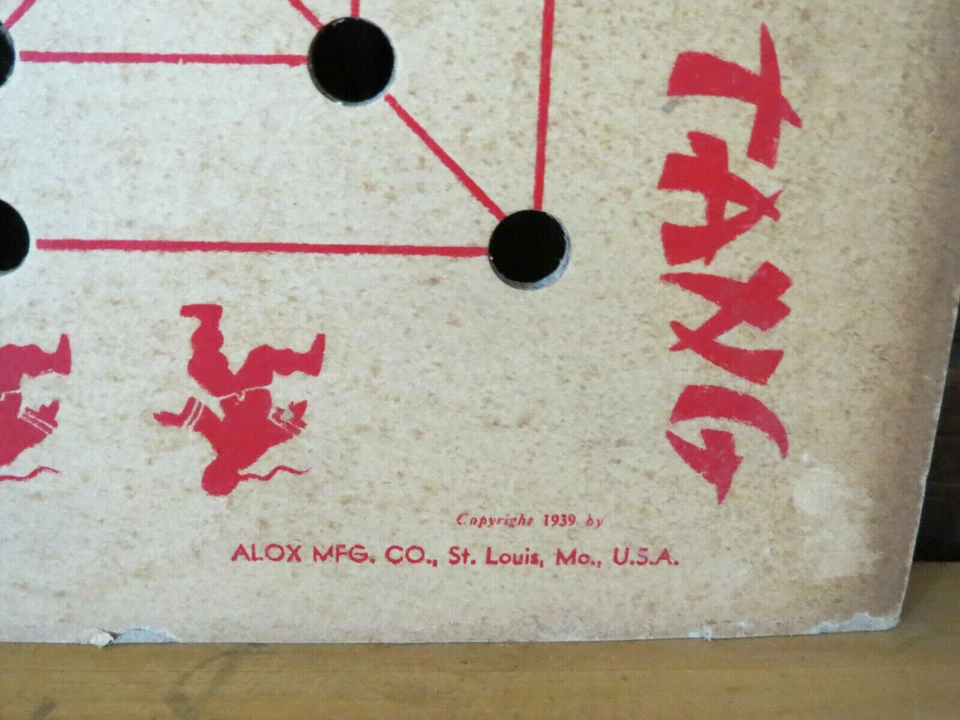 TANG
Copyright 1939 by
ALOX MFG. CO., St. Louis, Mo., U.S.A.